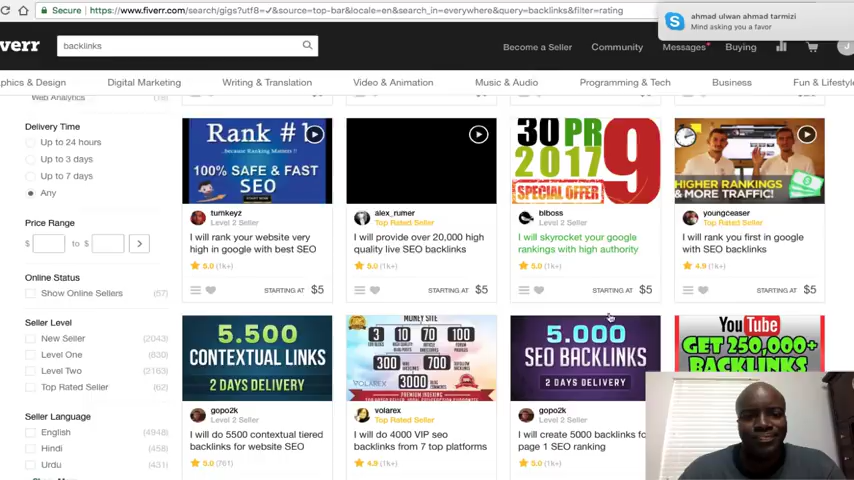 https://www.fiverr.com/search/gigs?utf8=✓&source=top-bar&locale=en&search_in=everywhere&query=backlinks&filter=rating
ahmad ulwan ahmad tarmizi
Mind asking you a favor
verr
backlinks
Become a Seller
Community
Messages
Buying
J
phics & Design
Digital Marketing
Writing & Translation
Video & Animation
Music & Audio
Programming & Tech
Business
Fun & Lifestyle
Web Analytics (78)
Delivery Time
Up to 24 hours
Up to 3 days
Up to 7 days
Any
Price Range
$ to $
Online Status
Show Online Sellers (57)
Seller Level
New Seller (2043)
Level One (830)
Level Two (2163)
Top Rated Seller (62)
Seller Language
English (4948)
Hindi (458)
Urdu (431)
Rank # 1
...because Ranking Matters !!
100% SAFE & FAST
SEO
turnkeyz
Level 2 Seller
I will rank your website very
high in google with best SEO
5.0 (1k+)
STARTING AT $5
alex_rumer
Top Rated Seller
I will provide over 20,000 high
quality live SEO backlinks
5.0 (1k+)
STARTING AT $5
30 PR 9
2017
SPECIAL OFFER
biboss
Level 2 Seller
I will skyrocket your google
rankings with high authority
5.0 (1k+)
STARTING AT $5
HIGHER RANKINGS
& MORE TRAFFIC!
youngceaser
Top Rated Seller
I will rank you first in google
with SEO backlinks
4.9 (1k+)
STARTING AT $5
5.500
CONTEXTUAL LINKS
2 DAYS DELIVERY
gopo2k
Level 2 Seller
I will do 5500 contextual tiered
backlinks for website SEO
5.0 (761)
MONEY SITE
3 10 70 100
300 700
VOLAREX
3000
PREMIUM INDEXING
volarex
Top Rated Seller
I will do 4000 VIP seo
backlinks from 7 top platforms
4.9 (1k+)
5.000
SEO BACKLINKS
2 DAYS DELIVERY
gopo2k
Level 2 Seller
I will create 5000 backlinks fo
page 1 SEO ranking
5.0 (1k+)
YouTube
GET 250,000+
BACKLINKS